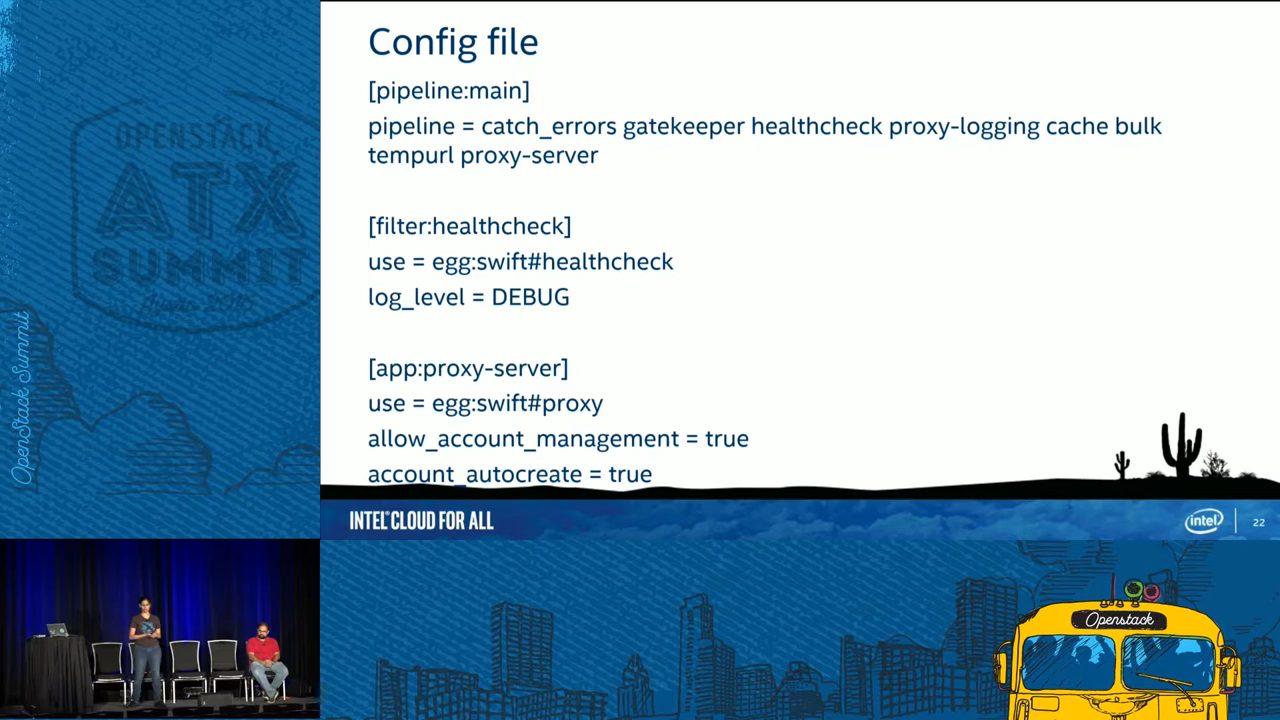 Config file
[pipeline:main]
pipeline = catch_errors gatekeeper healthcheck proxy-logging cache bulk
tempurl proxy-server
[filter:healthcheck]
use = egg:swift#healthcheck
log_level = DEBUG
[app:proxy-server]
use = egg:swift#proxy
allow_account_management = true
account_autocreate = true
INTEL® CLOUD FOR ALL
intel
22
OPENSTACK
ATX
SUMMIT
OpenStack Summit
Openstack